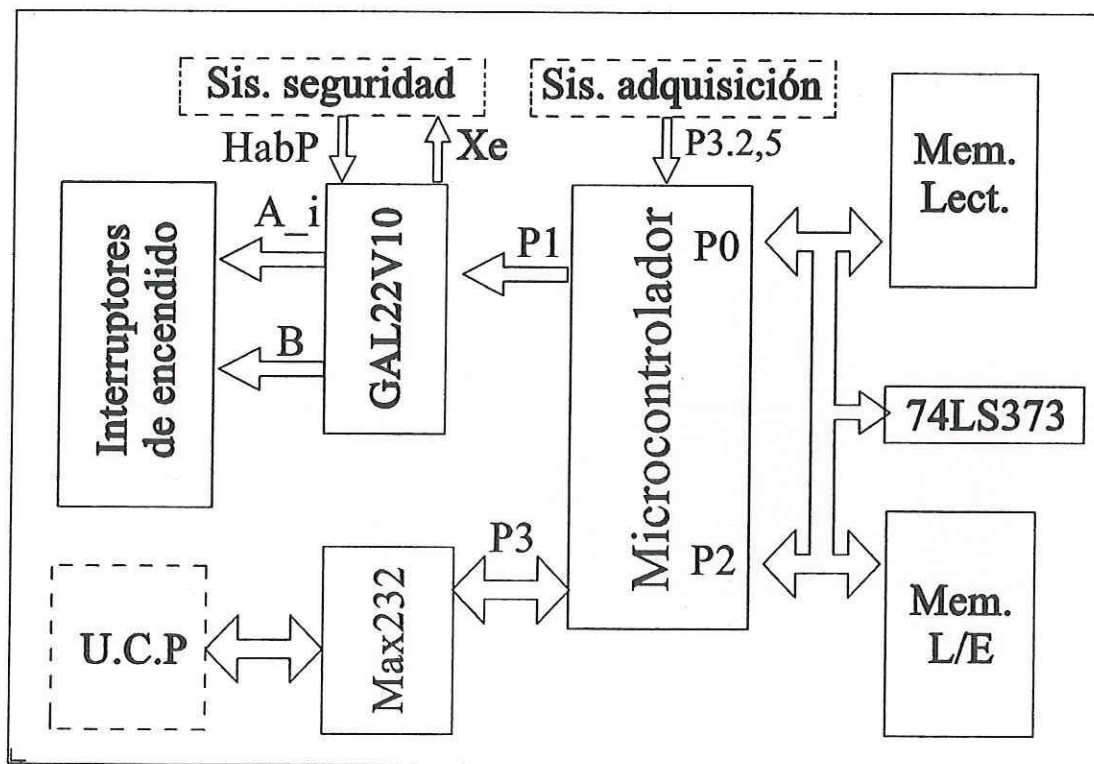 Sis. seguridad
Sis. adquisición
HabP
Xe
P3.2,5
Mem.
Lect.
A_i
P1
P0
Interruptores
de encendido
GAL22V10
Microcontrolador
B
74LS373
P3
P2
Mem.
L/E
U.C.P
Max232